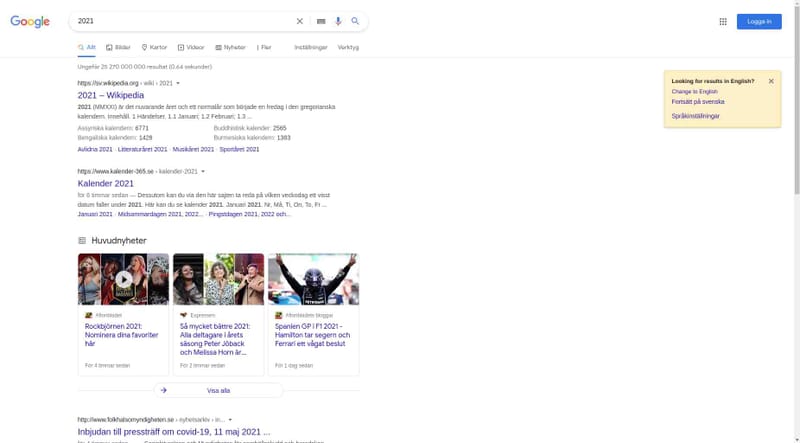 Google
2021
Logga in
Allt Bilder Kartor Videor Nyheter Fler Inställningar Verktyg
Ungefär 25 270 000 000 resultat (0,64 sekunder)
https://sv.wikipedia.org › wiki › 2021
2021 – Wikipedia
2021 (MMXXI) är det nuvarande året och ett normalår som började en fredag i den gregorianska
kalendern. Innehåll. 1 Händelser. 1.1 Januari; 1.2 Februari; 1.3 ...
Assyriska kalendern: 6771 Buddhistisk kalender: 2565
Bengaliska kalendern: 1428 Burmesiska kalendern: 1383
Avlidna 2021 · Litteraturåret 2021 · Musikåret 2021 · Sportåret 2021
Looking for results in English?
Change to English
Fortsätt på svenska
Språkinställningar
https://www.kalender-365.se › kalender-2021
Kalender 2021
för 6 timmar sedan — Dessutom kan du via den här sajten ta reda på vilken veckodag ett visst
datum faller under 2021. Här kan du se kalender 2021. Januari 2021. Nr, Må, Ti, On, To, Fr ...
Januari 2021 · Midsommardagen 2021, 2022... · Pingstdagen 2021, 2022 och...
Huvudnyheter
Aftonbladet
Rockbjörnen 2021:
Nominera dina favoriter
här
För 4 timmar sedan
Expressen
Så mycket bättre 2021:
Alla deltagare i årets
säsong Peter Jöback
och Melissa Horn är...
För 2 timmar sedan
Aftonbladets bloggar
Spanien GP i F1 2021 -
Hamilton tar segern och
Ferrari ett vågat beslut
För 1 dag sedan
Visa alla
http://www.folkhalsomyndigheten.se › nyhetsarkiv › in...
Inbjudan till pressträff om covid-19, 11 maj 2021 ...